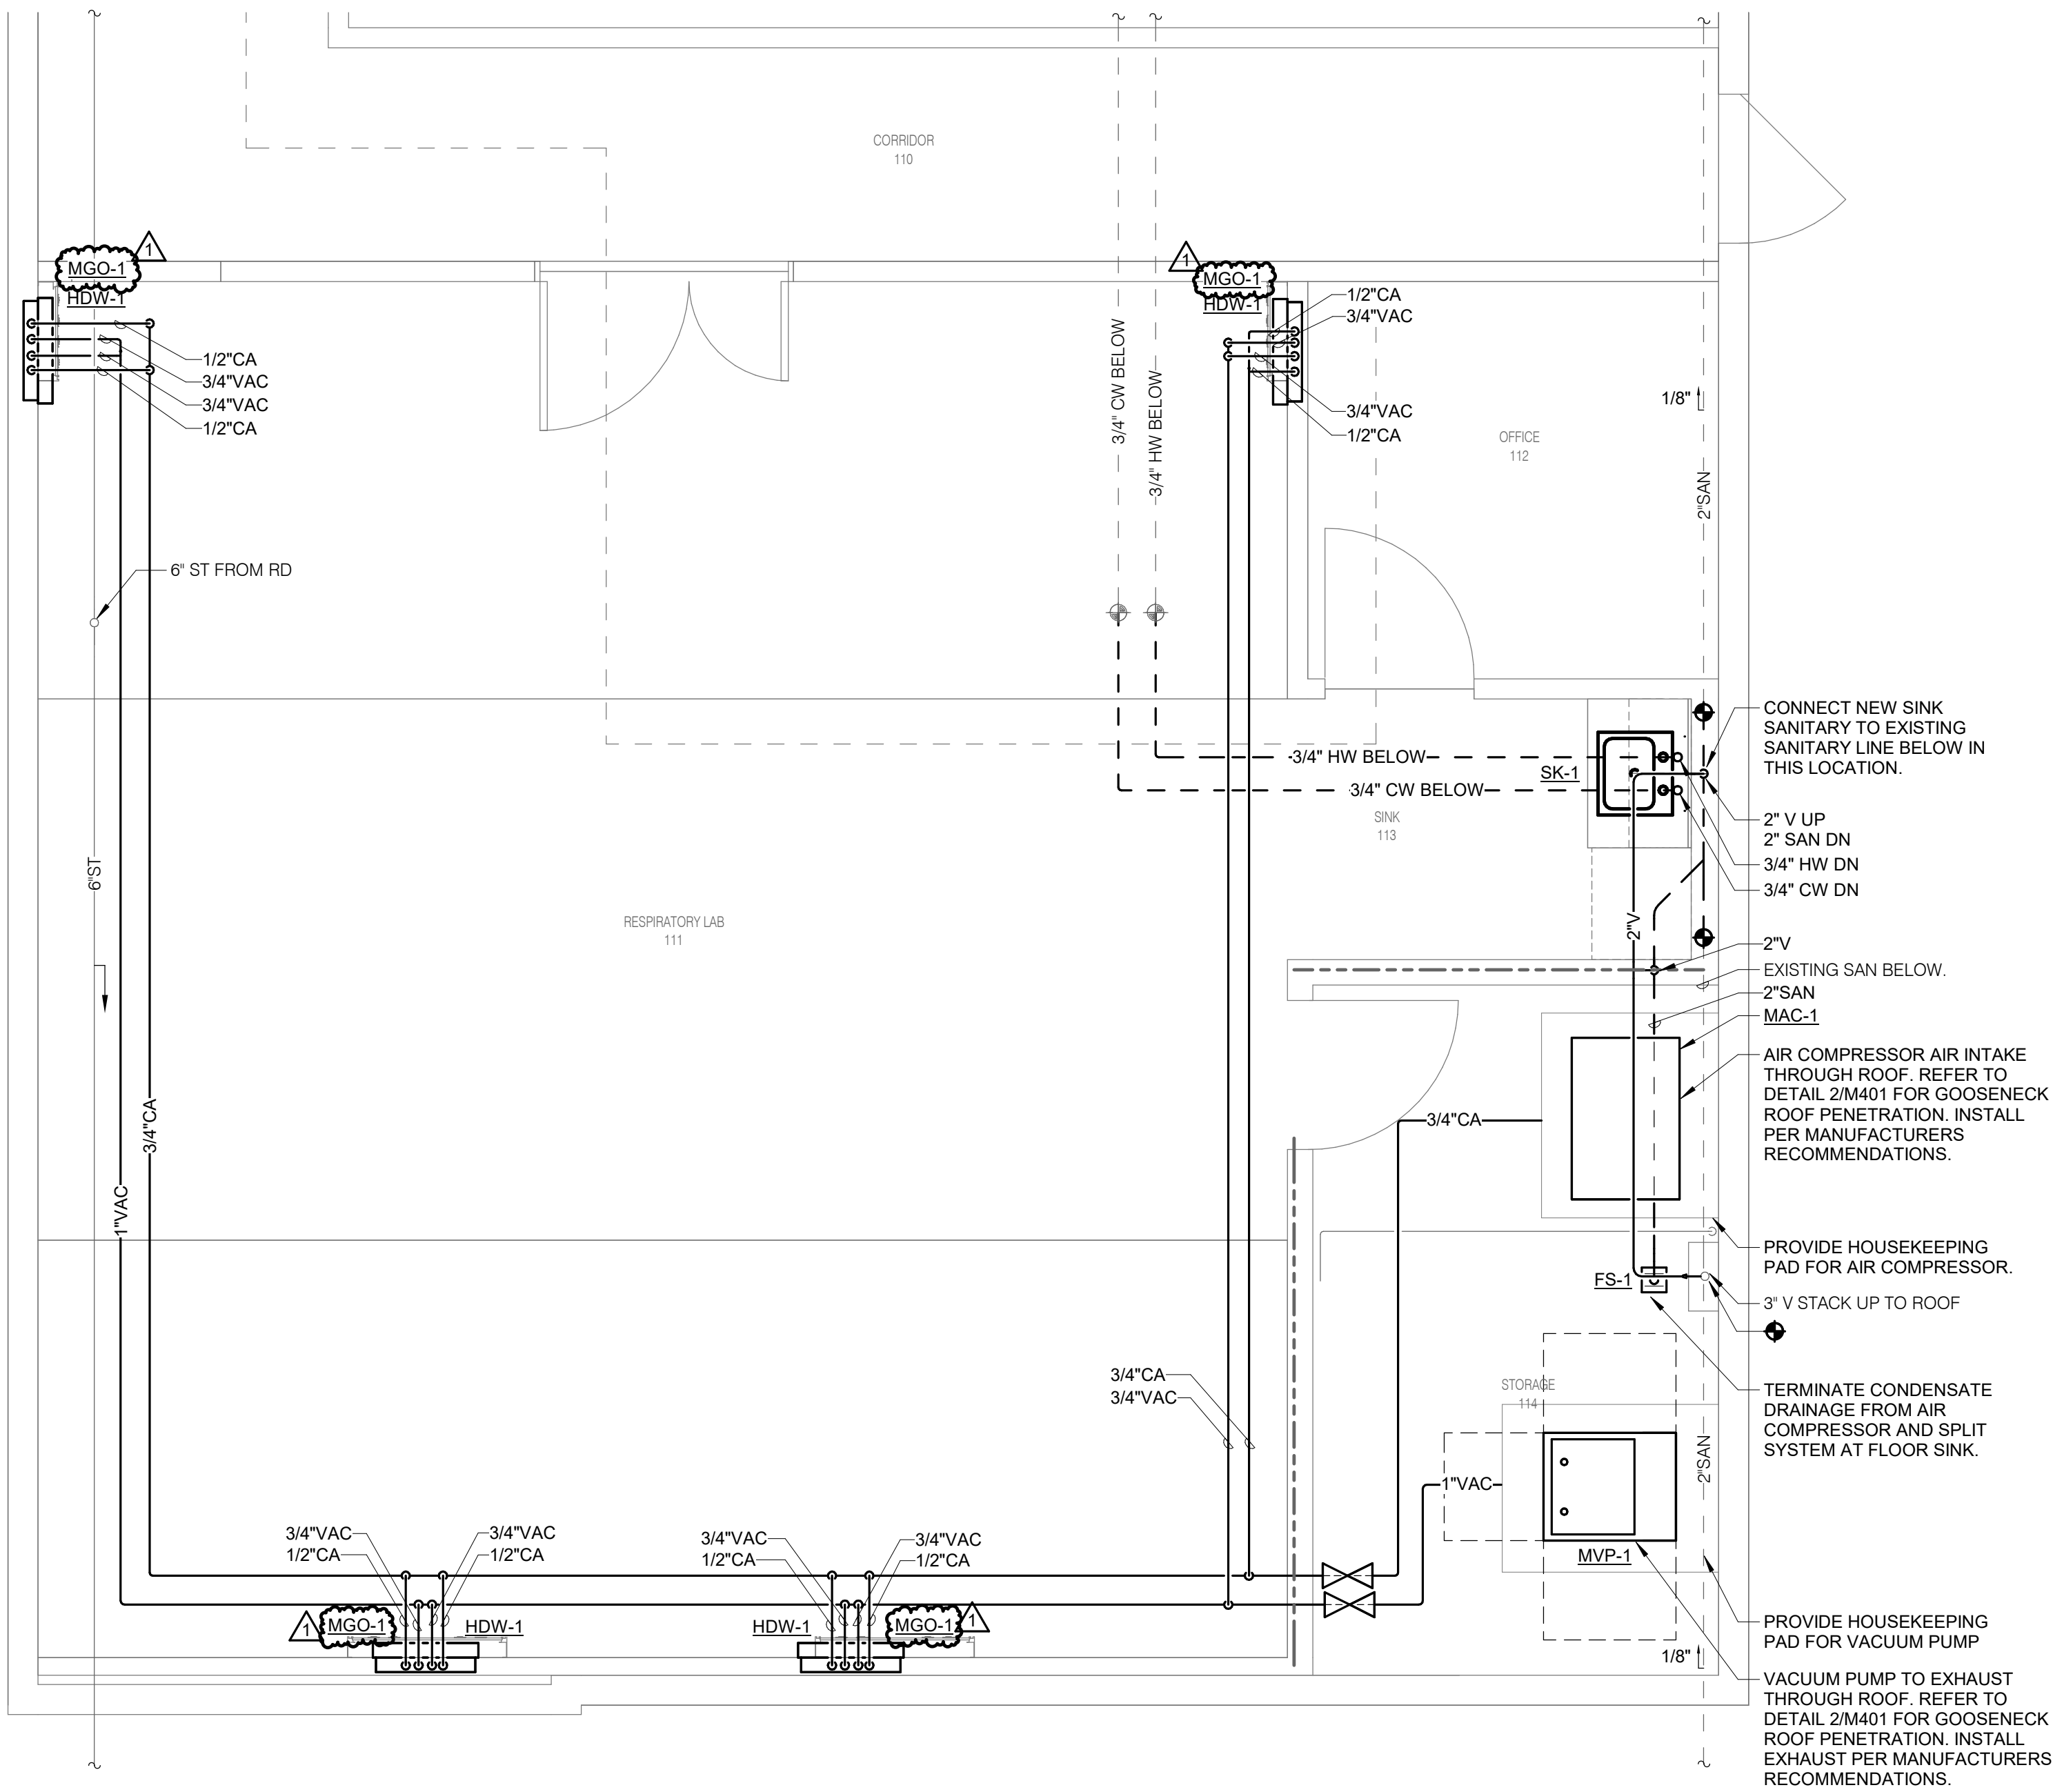 CORRIDOR
110
MGO-1
1
HDW-1
1/2"CA
3/4"VAC
3/4"VAC
1/2"CA
1
MGO-1
HDW-1
1/2"CA
3/4"VAC
3/4"VAC
1/2"CA
3/4" CW BELOW
3/4" HW BELOW
OFFICE
112
1/8"
2"SAN
6" ST FROM RD
6"ST
3/4"CA
1"VAC
RESPIRATORY LAB
111
3/4" HW BELOW
3/4" CW BELOW
SK-1
SINK
113
2"V
CONNECT NEW SINK
SANITARY TO EXISTING
SANITARY LINE BELOW IN
THIS LOCATION.
2" V UP
2" SAN DN
3/4" HW DN
3/4" CW DN
2"V
EXISTING SAN BELOW.
2"SAN
MAC-1
AIR COMPRESSOR AIR INTAKE
THROUGH ROOF. REFER TO
DETAIL 2/M401 FOR GOOSENECK
ROOF PENETRATION. INSTALL
PER MANUFACTURERS
RECOMMENDATIONS.
3/4"CA
PROVIDE HOUSEKEEPING
PAD FOR AIR COMPRESSOR.
FS-1
3" V STACK UP TO ROOF
TERMINATE CONDENSATE
DRAINAGE FROM AIR
COMPRESSOR AND SPLIT
SYSTEM AT FLOOR SINK.
STORAGE
114
3/4"CA
3/4"VAC
1"VAC
2"SAN
MVP-1
PROVIDE HOUSEKEEPING
PAD FOR VACUUM PUMP
1/8"
VACUUM PUMP TO EXHAUST
THROUGH ROOF. REFER TO
DETAIL 2/M401 FOR GOOSENECK
ROOF PENETRATION. INSTALL
EXHAUST PER MANUFACTURERS
RECOMMENDATIONS.
3/4"VAC
1/2"CA
3/4"VAC
1/2"CA
1
MGO-1
HDW-1
3/4"VAC
1/2"CA
3/4"VAC
1/2"CA
HDW-1
MGO-1
1